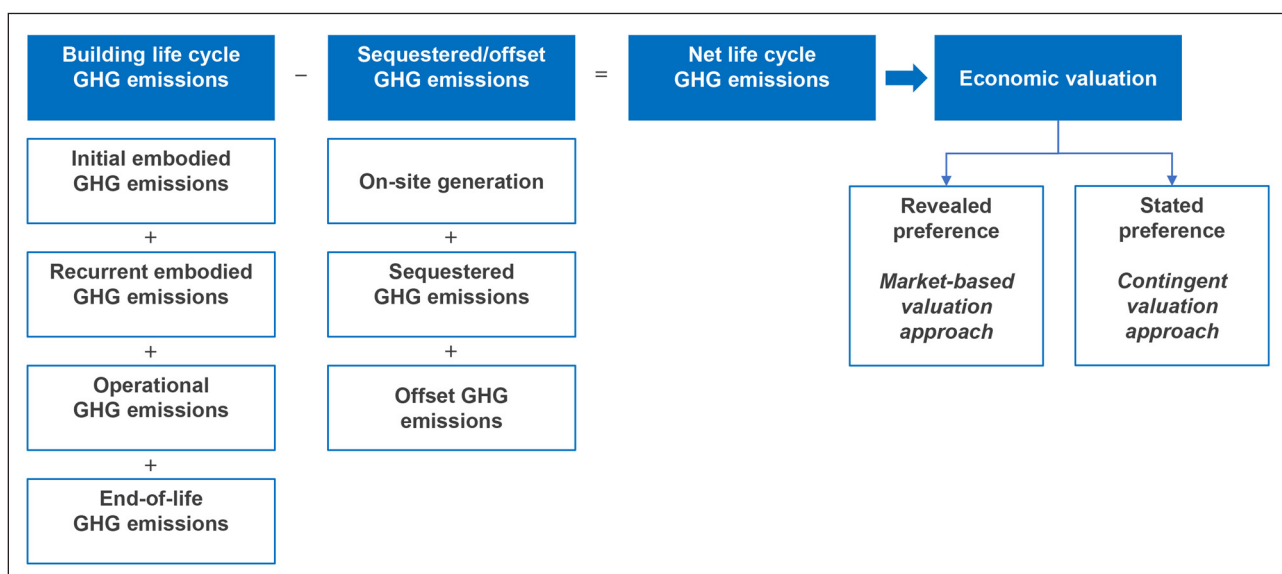 Building life cycle
GHG emissions
–
Sequestered/offset
GHG emissions
=
Net life cycle
GHG emissions
Economic valuation
Initial embodied
GHG emissions
+
Recurrent embodied
GHG emissions
+
Operational
GHG emissions
+
End-of-life
GHG emissions
On-site generation
+
Sequestered
GHG emissions
+
Offset GHG
emissions
Revealed
preference
Market-based
valuation
approach
Stated
preference
Contingent
valuation
approach